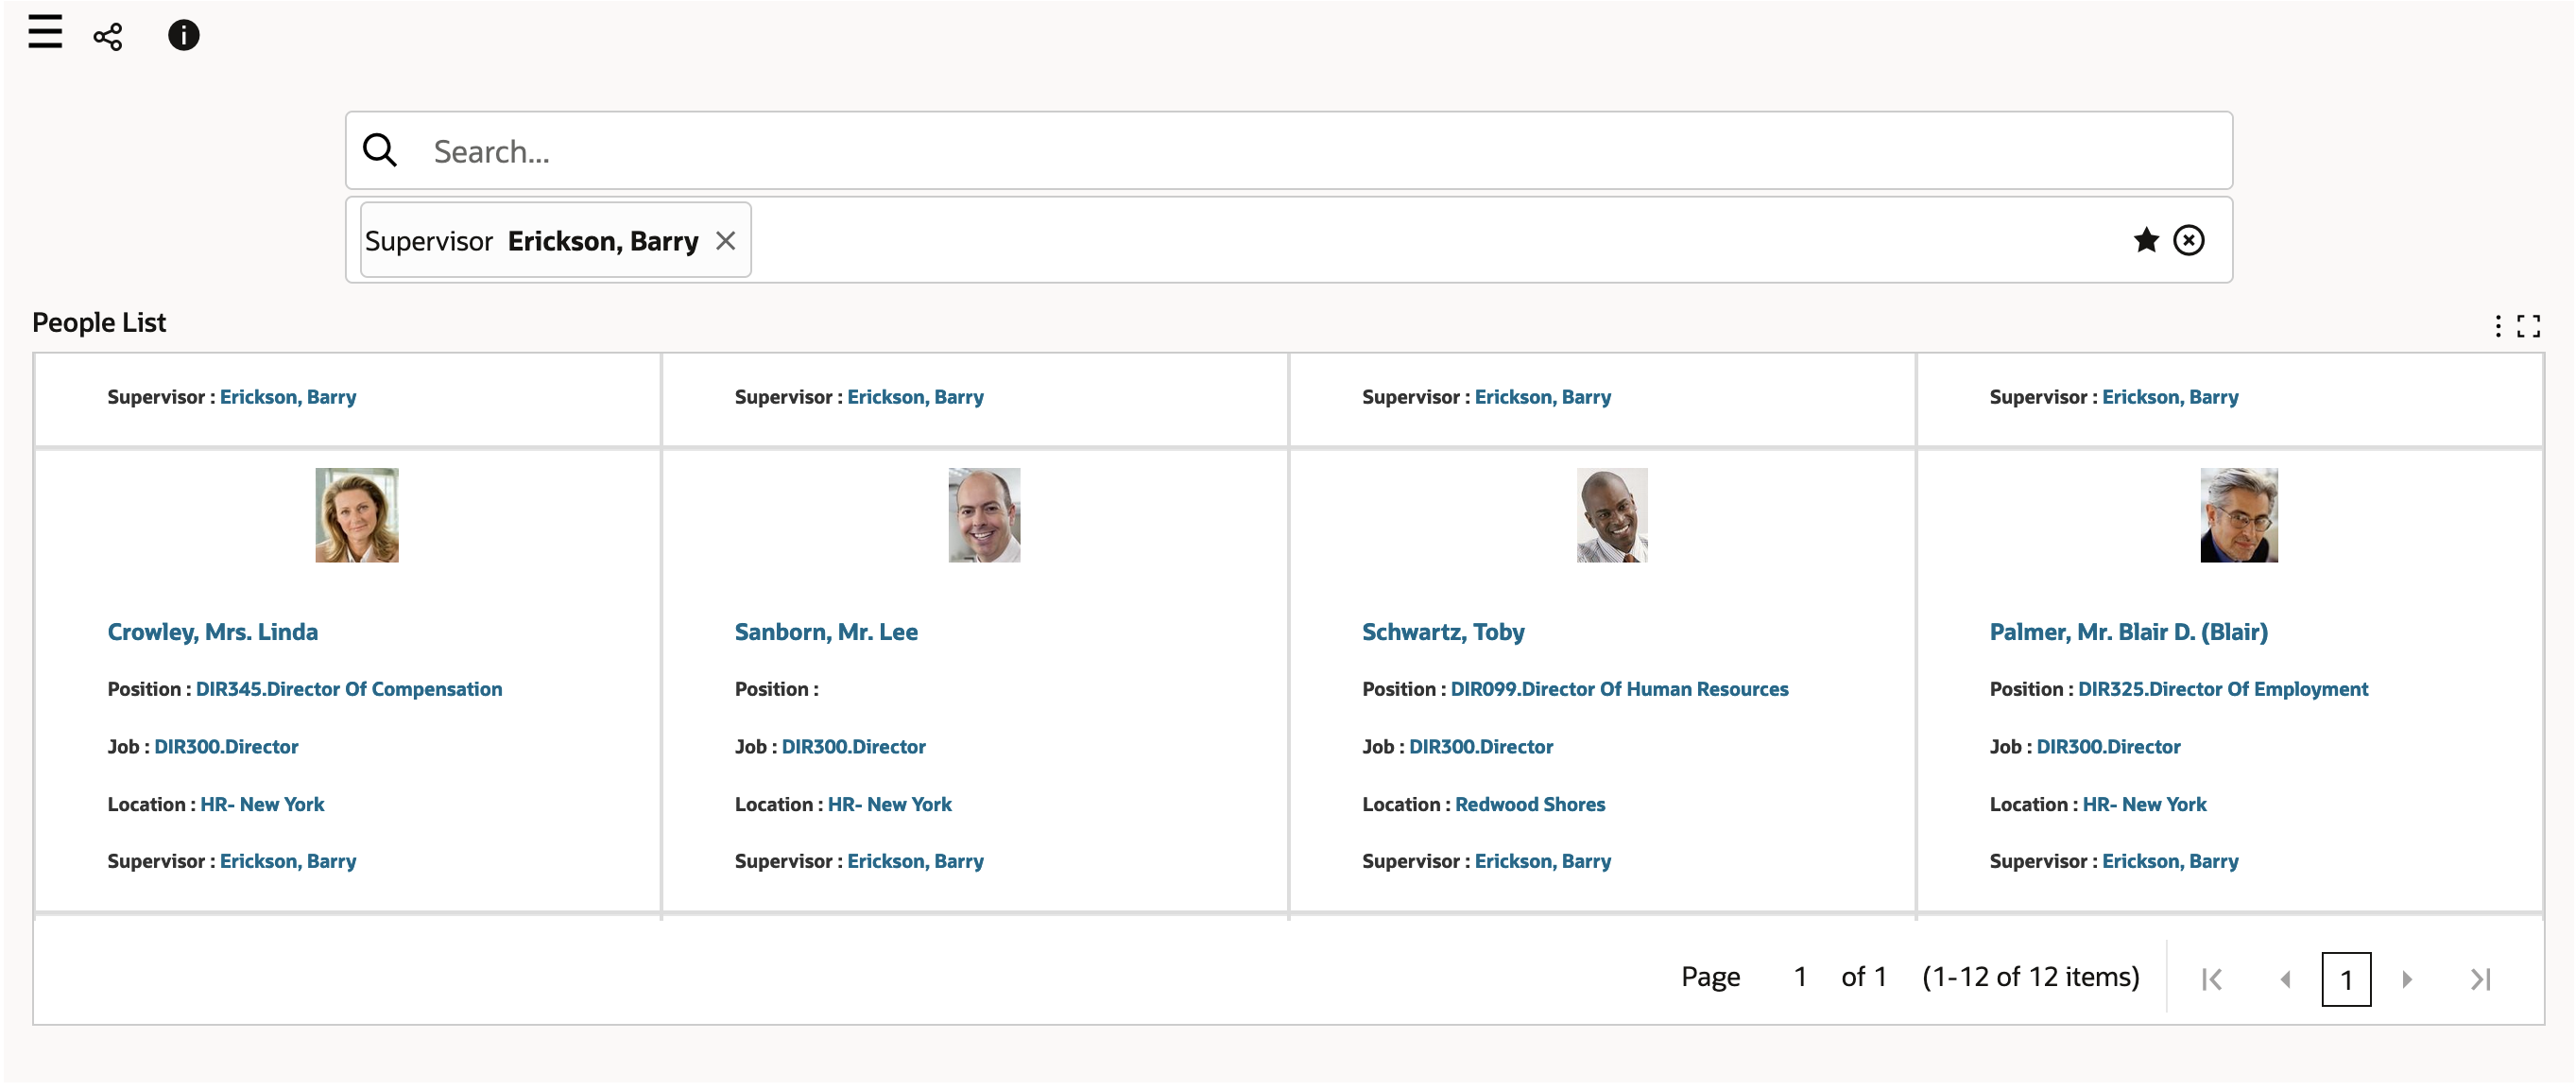 Search...
Supervisor Erickson, Barry
People List
Supervisor : Erickson, Barry
Supervisor : Erickson, Barry
Supervisor : Erickson, Barry
Supervisor : Erickson, Barry
Crowley, Mrs. Linda
Position : DIR345.Director Of Compensation
Job : DIR300.Director
Location : HR- New York
Supervisor : Erickson, Barry
Sanborn, Mr. Lee
Position :
Job : DIR300.Director
Location : HR- New York
Supervisor : Erickson, Barry
Schwartz, Toby
Position : DIR099.Director Of Human Resources
Job : DIR300.Director
Location : Redwood Shores
Supervisor : Erickson, Barry
Palmer, Mr. Blair D. (Blair)
Position : DIR325.Director Of Employment
Job : DIR300.Director
Location : HR- New York
Supervisor : Erickson, Barry
Page 1 of 1 (1-12 of 12 items) 1